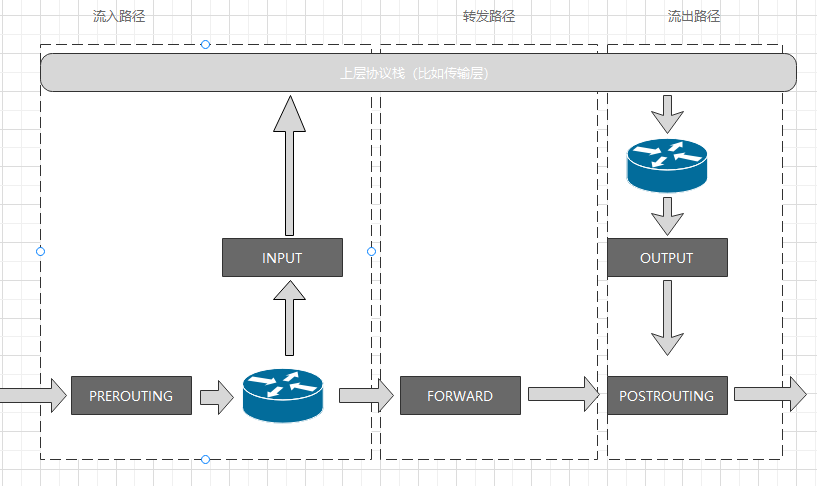 流入路径
转发路径
流出路径
上层协议栈（比如传输层）
INPUT
OUTPUT
PREROUTING
FORWARD
POSTROUTING